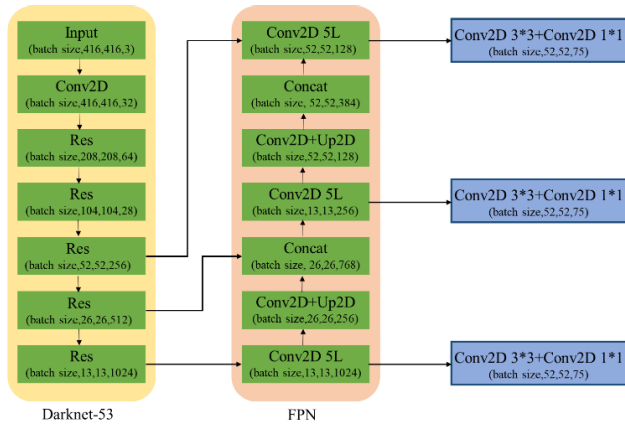 Input
(batch size,416,416,3)
Conv2D
(batch size,416,416,32)
Res
(batch size,208,208,64)
Res
(batch size,104,104,28)
Res
(batch size,52,52,256)
Res
(batch size,26,26,512)
Res
(batch size,13,13,1024)
Darknet-53
Conv2D 5L
(batch size,52,52,128)
Concat
(batch size, 52,52,384)
Conv2D+Up2D
(batch size,52,52,128)
Conv2D 5L
(batch size,13,13,256)
Concat
(batch size, 26,26,768)
Conv2D+Up2D
(batch size,26,26,256)
Conv2D 5L
(batch size,13,13,1024)
FPN
Conv2D 3*3+Conv2D 1*1
(batch size,52,52,75)
Conv2D 3*3+Conv2D 1*1
(batch size,52,52,75)
Conv2D 3*3+Conv2D 1*1
(batch size,52,52,75)